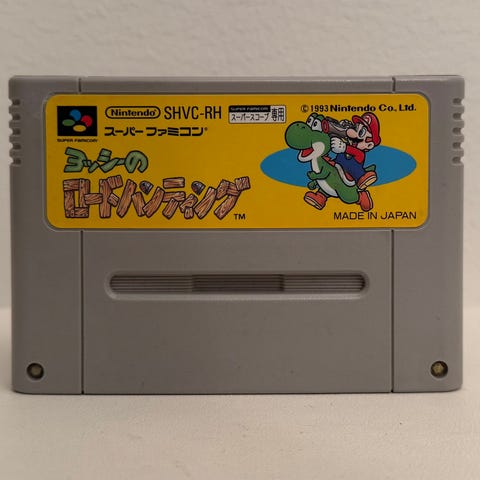 Nintendo SHVC-RH
SUPER FAMICOM
スーパースコープ 専用
© 1993 Nintendo Co., Ltd.
SUPER FAMICOM
スーパーファミコン®
ヨッシーの
ロードハンティング™
MADE IN JAPAN